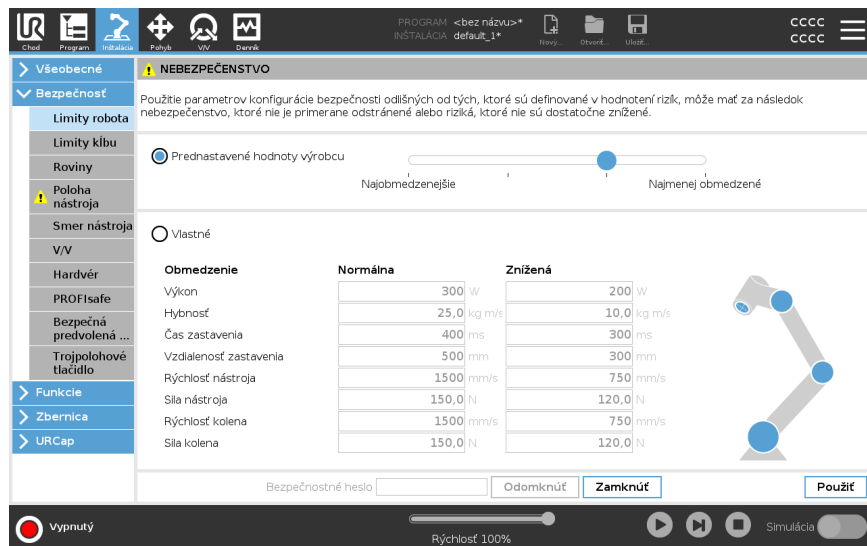 UR
PROGRAM <bez názvu>*
INŠTALÁCIA default_1*
CCCC
CCCC
Chod Program Inštalácia Pohyb V/V Denník Nový... Otvoriť... Uložiť...
Všeobecné
NEBEZPEČENSTVO
Bezpečnosť
Použitie parametrov konfigurácie bezpečnosti odlišných od tých, ktoré sú definované v hodnotení rizík, môže mať za následok
nebezpečenstvo, ktoré nie je primerane odstránené alebo riziká, ktoré nie sú dostatočne znížené.
Limity robota
Limity kĺbu
Roviny
Poloha
nástroja
Smer nástroja
V/V
Hardvér
PROFIsafe
Bezpečná
predvolená ...
Trojpolohové
tlačidlo
Funkcie
Zbernica
URCap
Prednastavené hodnoty výrobcu
Najobmedzenejšie Najmenej obmedzené
Vlastné
Obmedzenie Normálna Znížená
Výkon 300 W 200 W
Hybnosť 25,0 kg m/s 10,0 kg m/s
Čas zastavenia 400 ms 300 ms
Vzdialenosť zastavenia 500 mm 300 mm
Rýchlosť nástroja 1500 mm/s 750 mm/s
Sila nástroja 150,0 N 120,0 N
Rýchlosť kolena 1500 mm/s 750 mm/s
Sila kolena 150,0 N 120,0 N
Bezpečnostné heslo Odomknúť Zamknúť Použiť
Vypnutý
Rýchlosť 100%
Simulácia